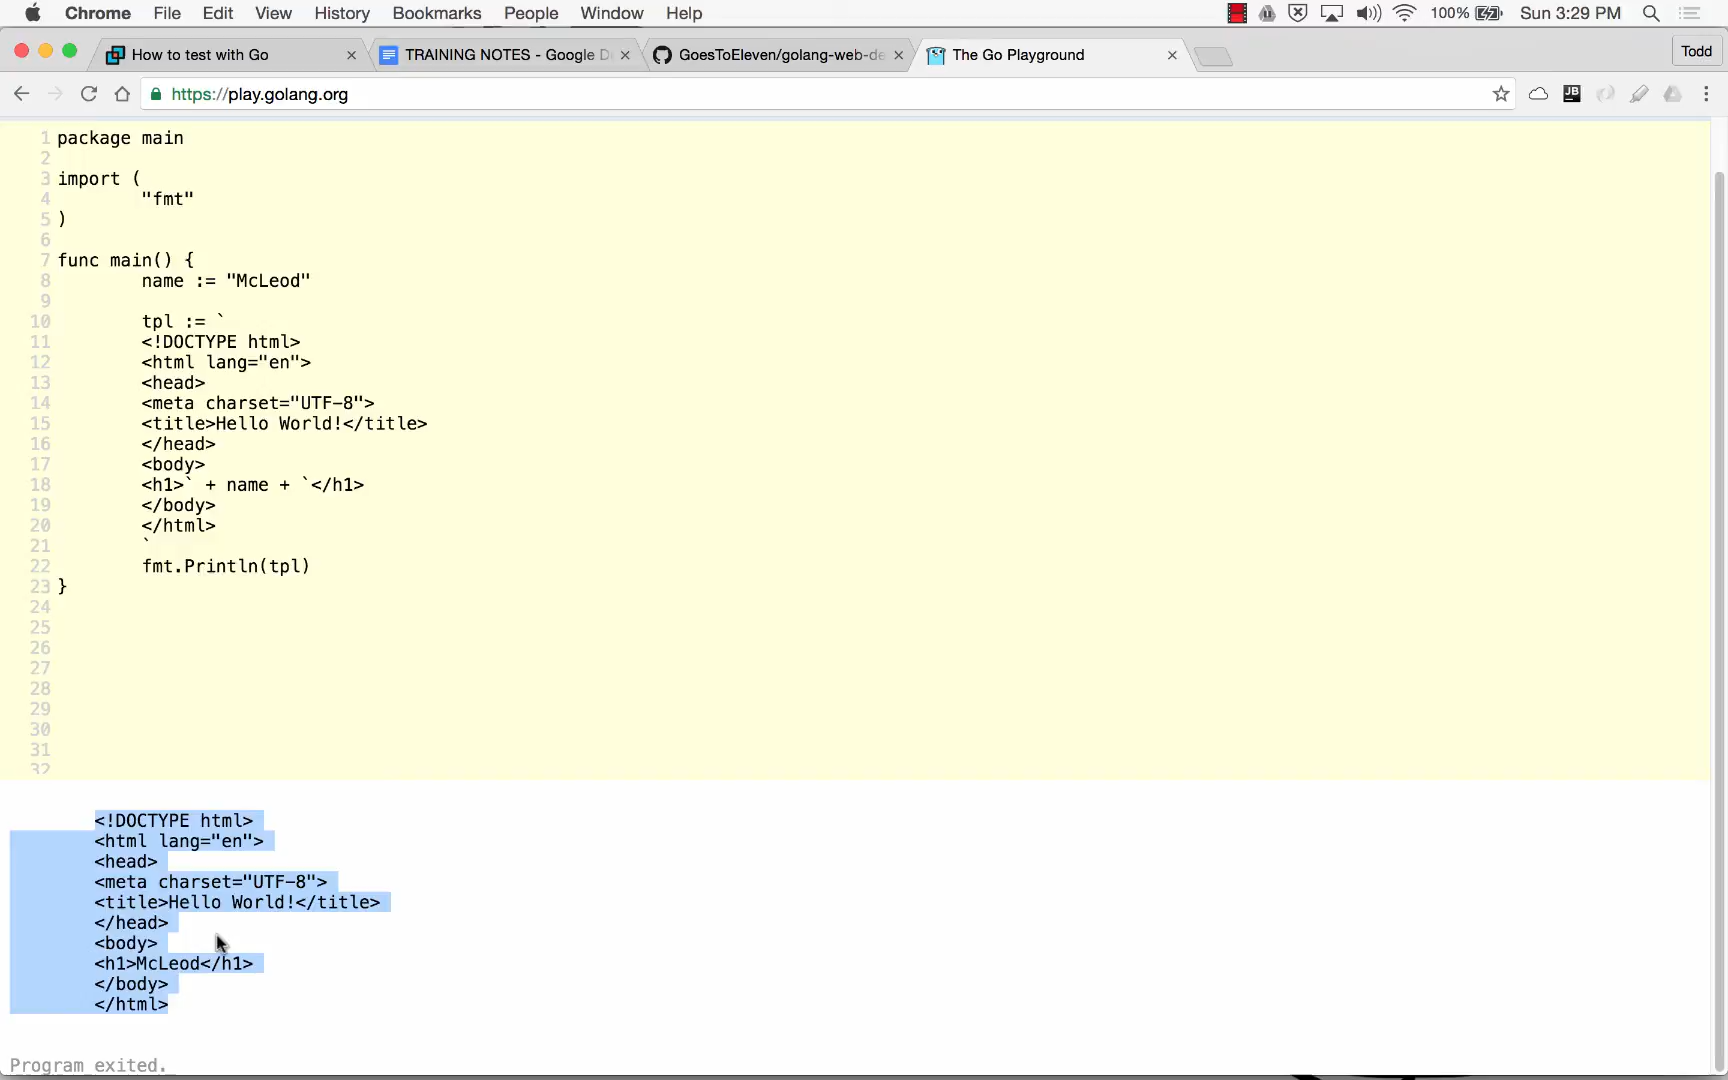 Chrome File Edit View History Bookmarks People Window Help 100% Sun 3:29 PM
How to test with Go TRAINING NOTES - Google D GoesToEleven/golang-web-de The Go Playground Todd
https://play.golang.org JB
1 package main
2
3 import (
4 "fmt"
5 )
6
7 func main() {
8 name := "McLeod"
9
10 tpl := `
11 <!DOCTYPE html>
12 <html lang="en">
13 <head>
14 <meta charset="UTF-8">
15 <title>Hello World!</title>
16 </head>
17 <body>
18 <h1>` + name + `</h1>
19 </body>
20 </html>
21 `
22 fmt.Println(tpl)
23 }
24
25
26
27
28
29
30
31
32
<!DOCTYPE html>
<html lang="en">
<head>
<meta charset="UTF-8">
<title>Hello World!</title>
</head>
<body>
<h1>McLeod</h1>
</body>
</html>
Program exited.